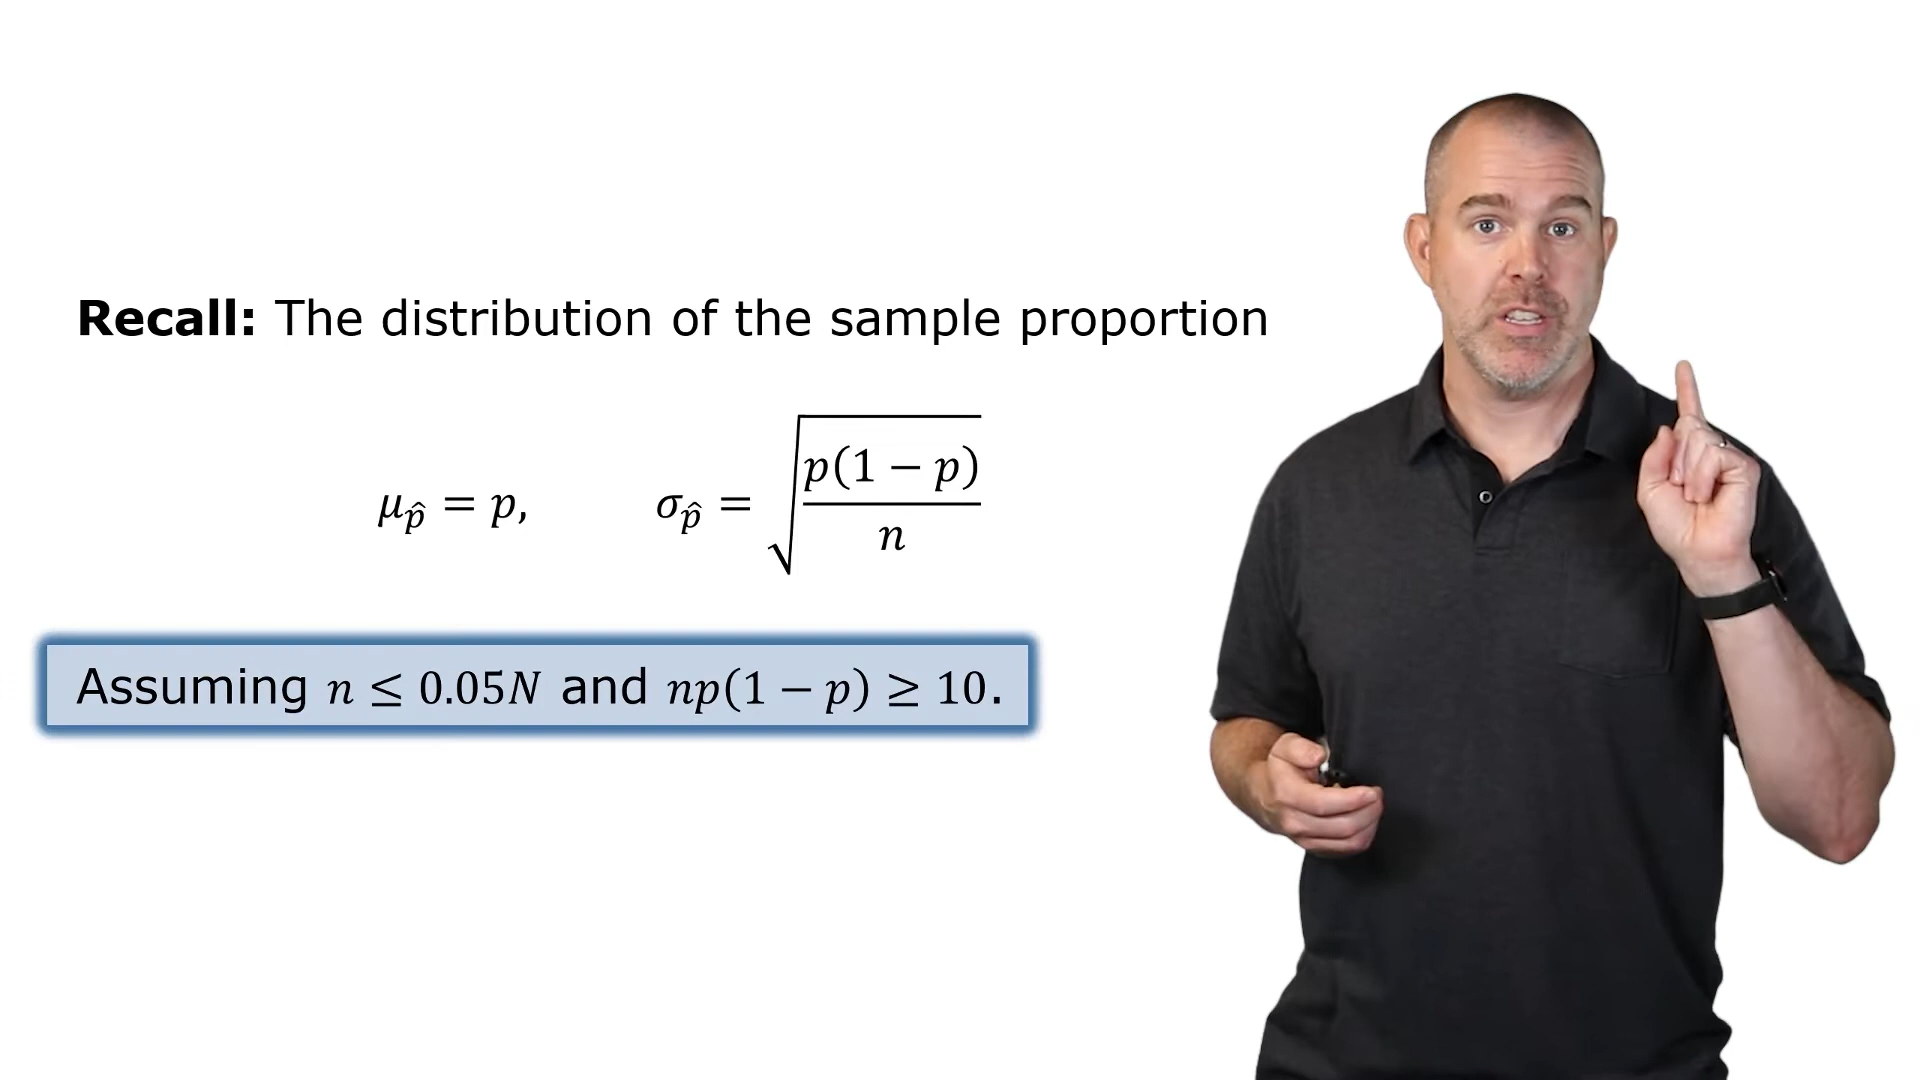 Recall: The distribution of the sample proportion
μ_p̂ = p, σ_p̂ = √(p(1 − p)/n)
Assuming n ≤ 0.05N and np(1 − p) ≥ 10.